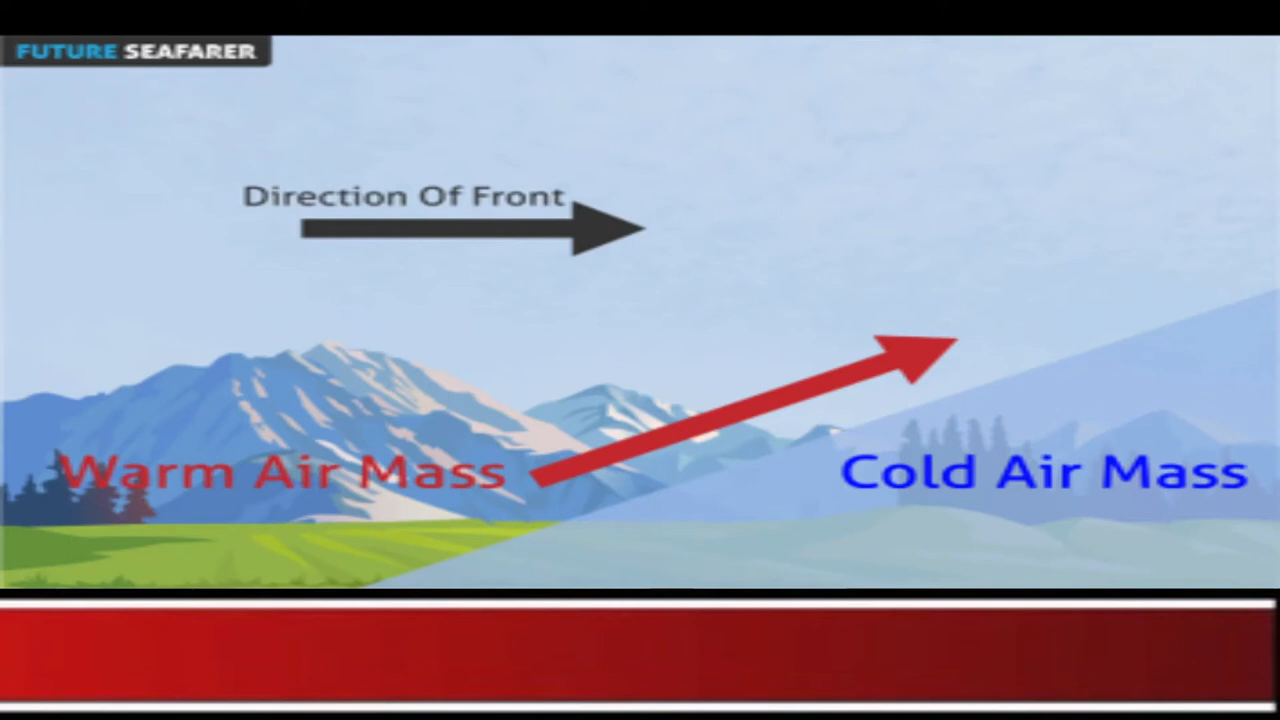 FUTURE SEAFARER
Direction Of Front
Warm Air Mass
Cold Air Mass